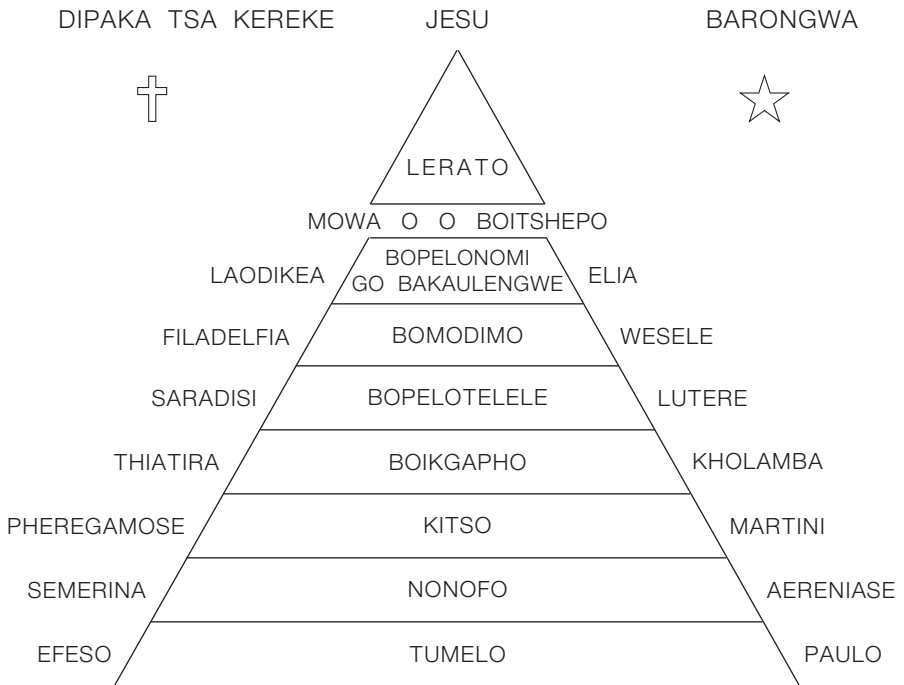 DIPAKA TSA KEREKE JESU BARONGWA
LERATO
MOWA O O BOITSHEPO
LAODIKEA BOPELONOMI GO BAKAULENGWE ELIA
FILADELFIA BOMODIMO WESELE
SARADISI BOPELOTELELE LUTERE
THIATIRA BOIKGAPHO KHOLAMBA
PHEREGAMOSE KITSO MARTINI
SEMERINA NONOFO AERENIASE
EFESO TUMELO PAULO